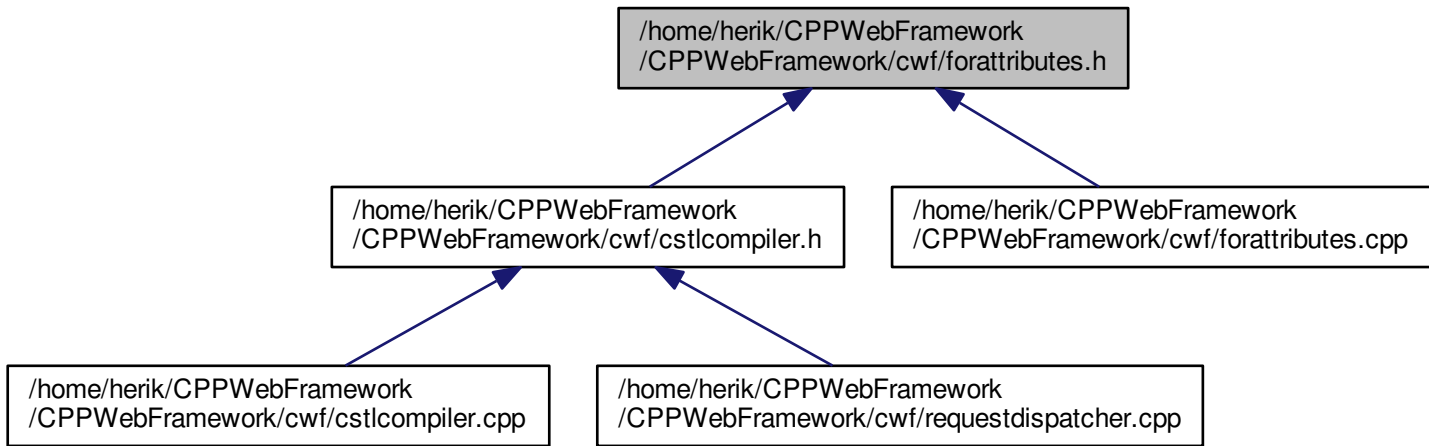 /home/herik/CPPWebFramework
/CPPWebFramework/cwf/forattributes.h
/home/herik/CPPWebFramework
/CPPWebFramework/cwf/cstlcompiler.h
/home/herik/CPPWebFramework
/CPPWebFramework/cwf/forattributes.cpp
/home/herik/CPPWebFramework
/CPPWebFramework/cwf/cstlcompiler.cpp
/home/herik/CPPWebFramework
/CPPWebFramework/cwf/requestdispatcher.cpp